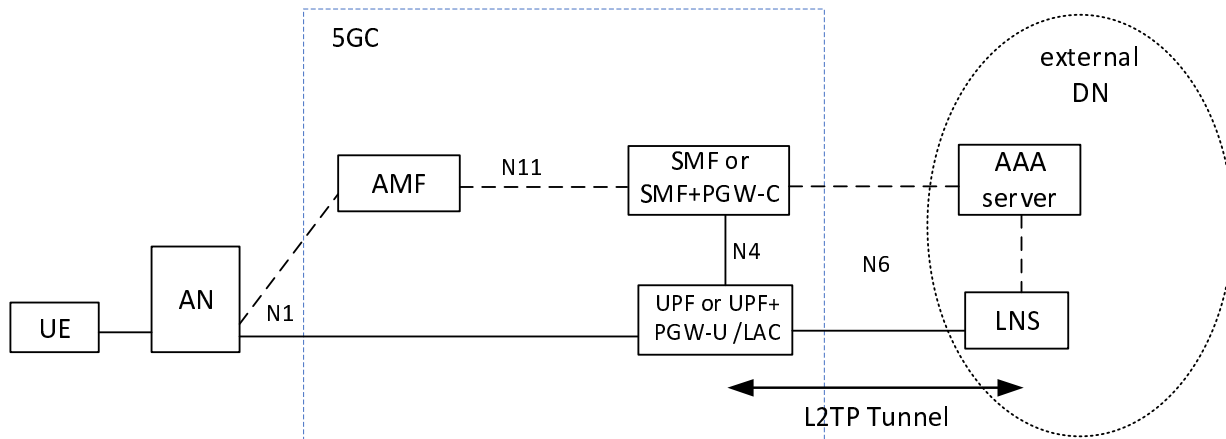 5GC
external
DN
AMF
N11
SMF or
SMF+PGW-C
AAA
server
N4
N6
AN
N1
UE
UPF or UPF+
PGW-U /LAC
LNS
L2TP Tunnel